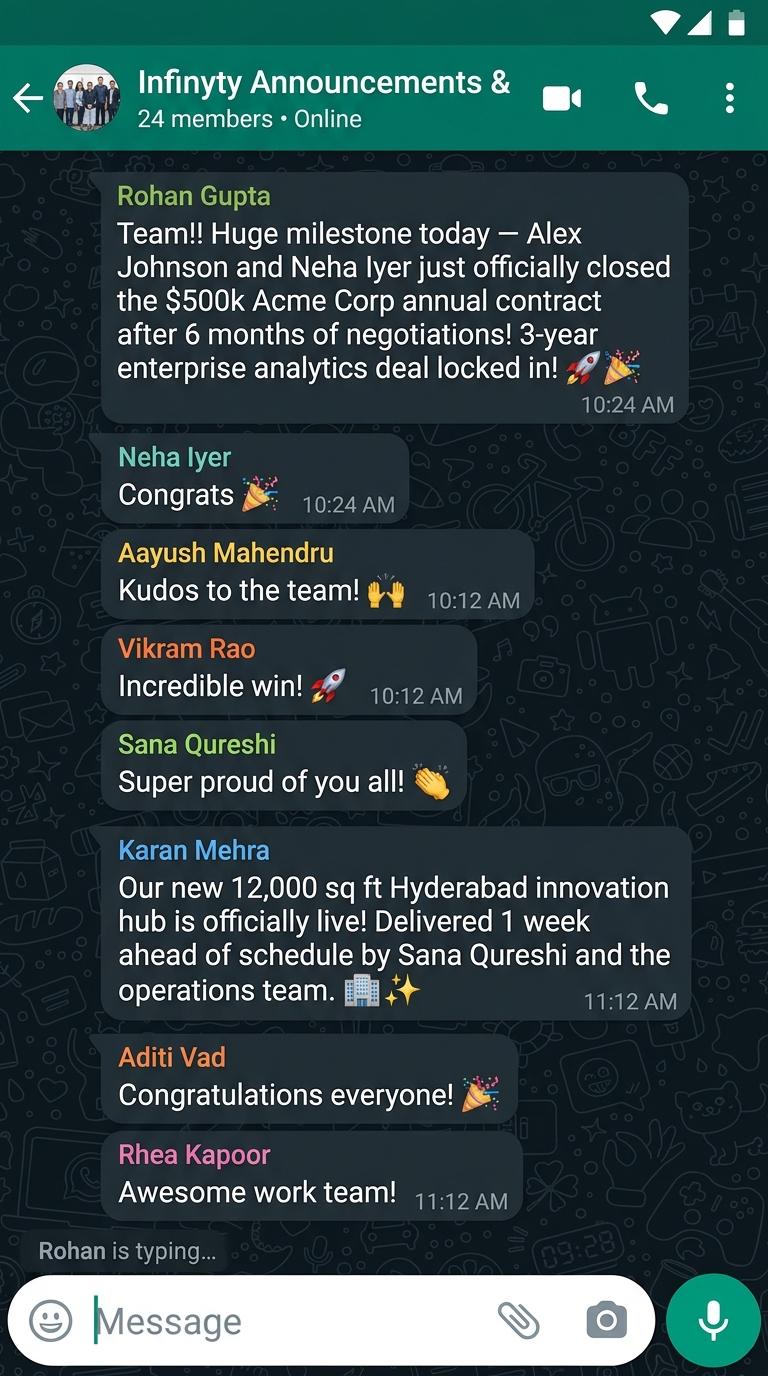 Infinyty Announcements &
24 members • Online
Rohan Gupta
Team!! Huge milestone today — Alex
Johnson and Neha Iyer just officially closed
the $500k Acme Corp annual contract
after 6 months of negotiations! 3-year
enterprise analytics deal locked in! 🚀🎉
10:24 AM
Neha Iyer
Congrats 🎉 10:24 AM
Aayush Mahendru
Kudos to the team! 🙌 10:12 AM
Vikram Rao
Incredible win! 🚀 10:12 AM
Sana Qureshi
Super proud of you all! 👏
Karan Mehra
Our new 12,000 sq ft Hyderabad innovation
hub is officially live! Delivered 1 week
ahead of schedule by Sana Qureshi and the
operations team. 🏢✨ 11:12 AM
Aditi Vad
Congratulations everyone! 🎉
Rhea Kapoor
Awesome work team! 11:12 AM
Rohan is typing...
09:28
Message